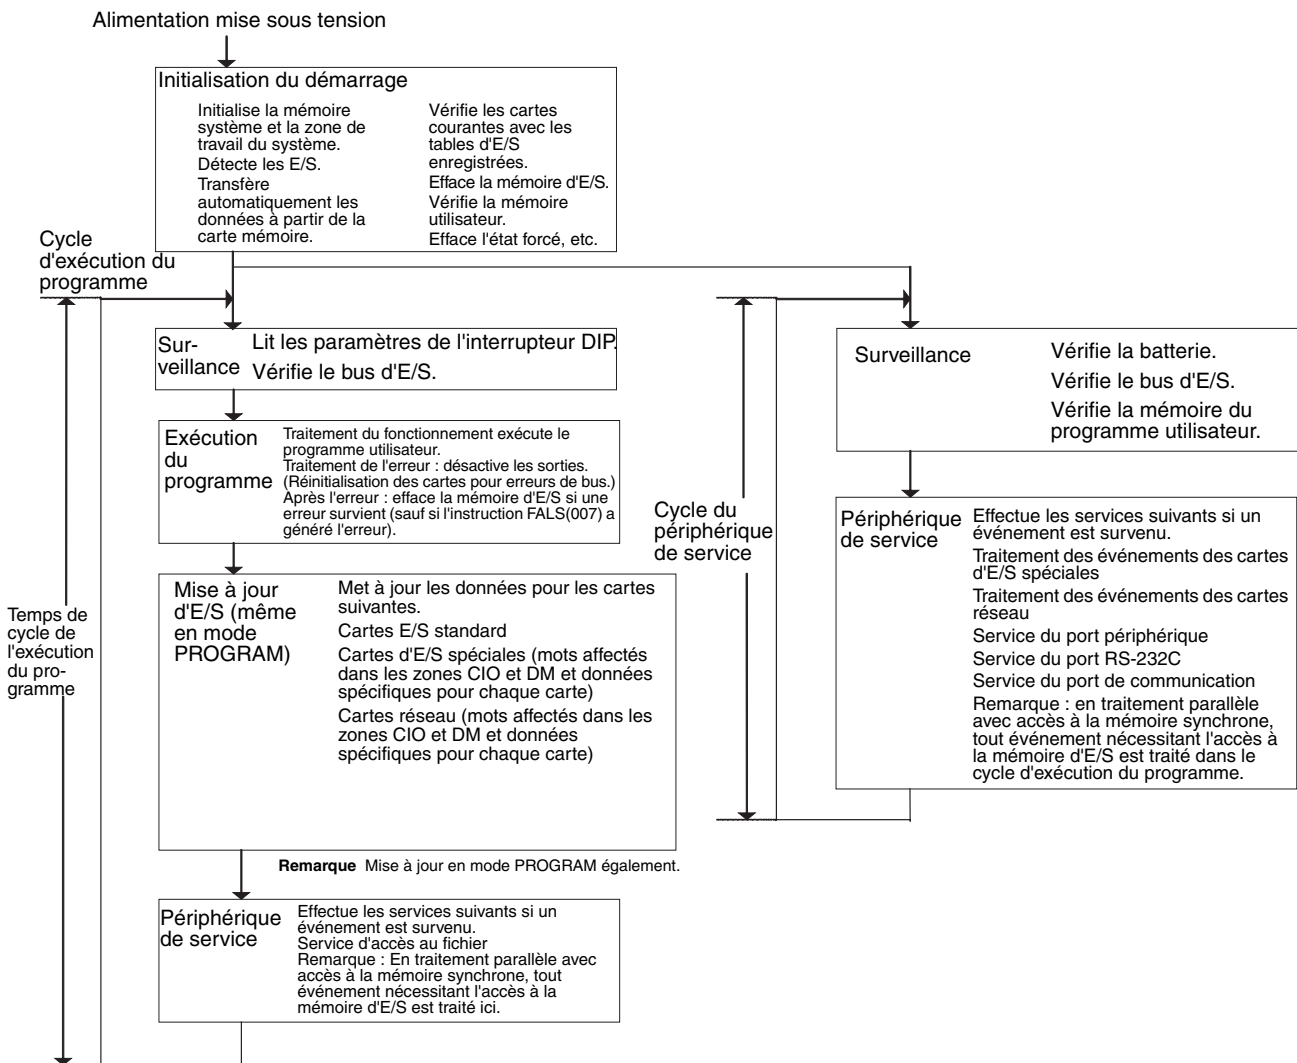 Alimentation mise sous tension
Initialisation du démarrage
Initialise la mémoire
système et la zone de
travail du système.
Détecte les E/S.
Transfère
automatiquement les
données à partir de la
carte mémoire.
Vérifie les cartes
courantes avec les
tables d'E/S
enregistrées.
Efface la mémoire d'E/S.
Vérifie la mémoire
utilisateur.
Efface l'état forcé, etc.
Cycle
d'exécution du
programme
Sur-
veillance
Lit les paramètres de l'interrupteur DIP.
Vérifie le bus d'E/S.
Exécution
du
programme
Traitement du fonctionnement exécute le
programme utilisateur.
Traitement de l'erreur : désactive les sorties.
(Réinitialisation des cartes pour erreurs de bus.)
Après l'erreur : efface la mémoire d'E/S si une
erreur survient (sauf si l'instruction FALS(007) a
généré l'erreur).
Mise à jour
d'E/S (même
en mode
PROGRAM)
Met à jour les données pour les cartes
suivantes.
Cartes E/S standard
Cartes d'E/S spéciales (mots affectés
dans les zones CIO et DM et données
spécifiques pour chaque carte)
Cartes réseau (mots affectés dans les
zones CIO et DM et données
spécifiques pour chaque carte)
Temps de
cycle de
l'exécution
du pro-
gramme
Remarque Mise à jour en mode PROGRAM également.
Périphérique
de service
Effectue les services suivants si un
événement est survenu.
Service d'accès au fichier
Remarque : En traitement parallèle avec
accès à la mémoire synchrone, tout
événement nécessitant l'accès à la
mémoire d'E/S est traité ici.
Surveillance
Vérifie la batterie.
Vérifie le bus d'E/S.
Vérifie la mémoire du
programme utilisateur.
Cycle du
périphérique
de service
Périphérique
de service
Effectue les services suivants si un
événement est survenu.
Traitement des événements des cartes
d'E/S spéciales
Traitement des événements des cartes
réseau
Service du port périphérique
Service du port RS-232C
Service du port de communication
Remarque : en traitement parallèle
avec accès à la mémoire synchrone,
tout événement nécessitant l'accès à
la mémoire d'E/S est traité dans le
cycle d'exécution du programme.